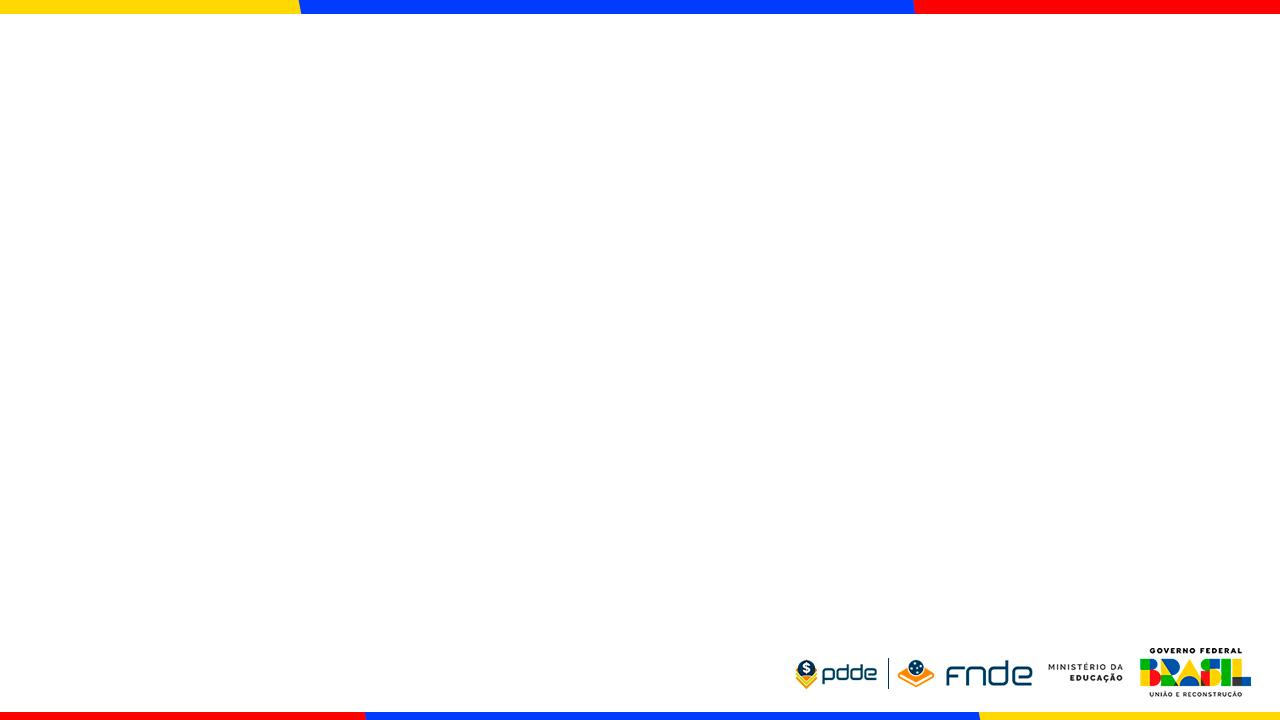 pdde
fnde
MINISTÉRIO DA
EDUCAÇÃO
GOVERNO FEDERAL
BRASIL
UNIÃO E RECONSTRUÇÃO